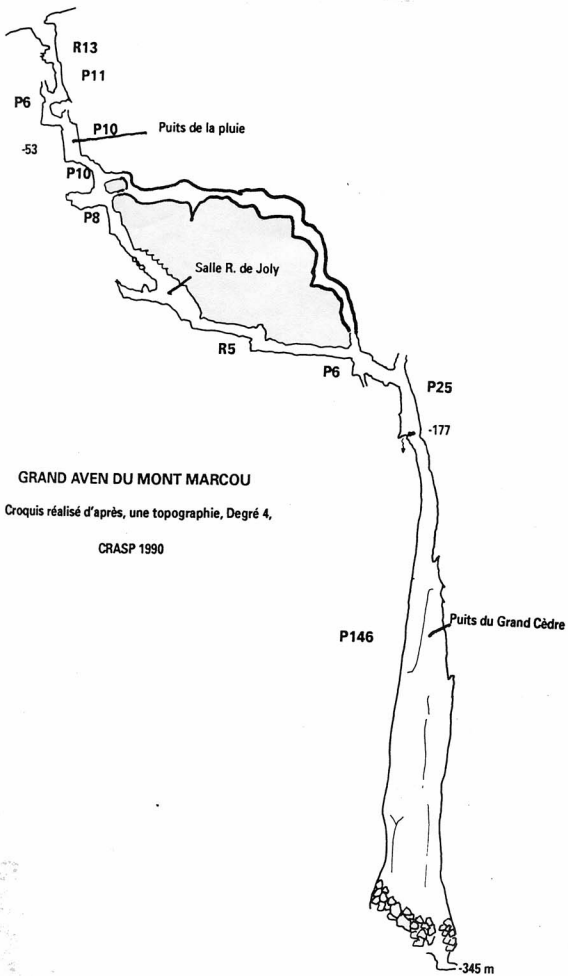 R13
P11
P6
P10
Puits de la pluie
-53
P10
P8
Salle R. de Joly
R5
P6
P25
-177
GRAND AVEN DU MONT MARCOU
Croquis réalisé d'après, une topographie, Degré 4,
CRASP 1990
Puits du Grand Cèdre
P146
-345 m